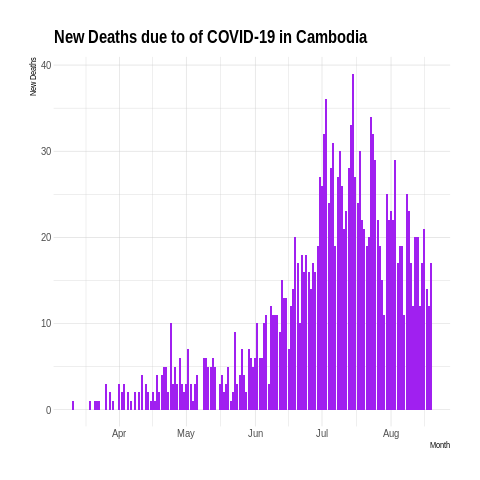 New Deaths due to of COVID-19 in Cambodia
New Deaths
40
30
20
10
0
Apr May Jun Jul Aug
Month